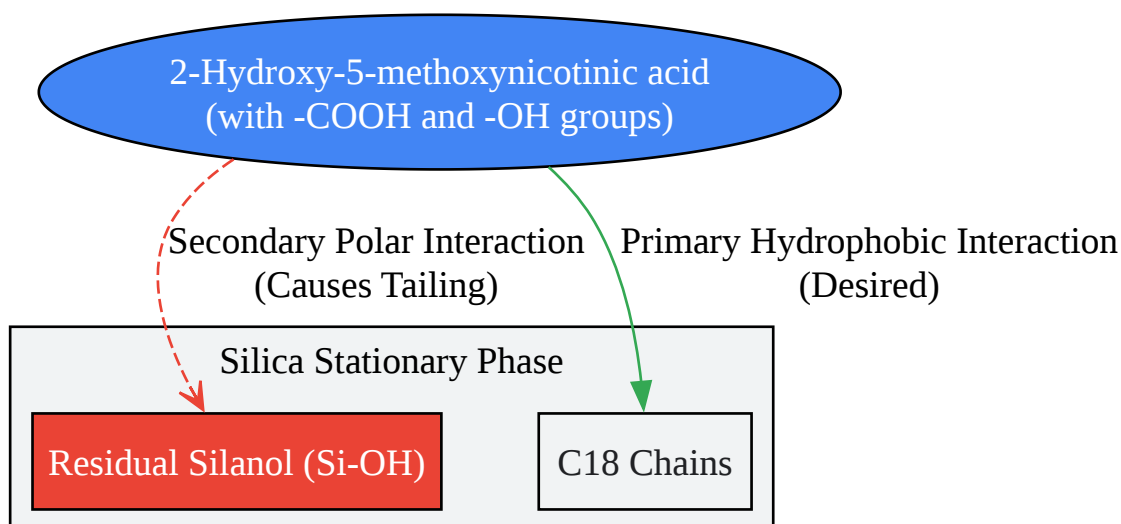 2-Hydroxy-5-methoxynicotinic acid
(with -COOH and -OH groups)
Secondary Polar Interaction
(Causes Tailing)
Primary Hydrophobic Interaction
(Desired)
Silica Stationary Phase
Residual Silanol (Si-OH)
C18 Chains